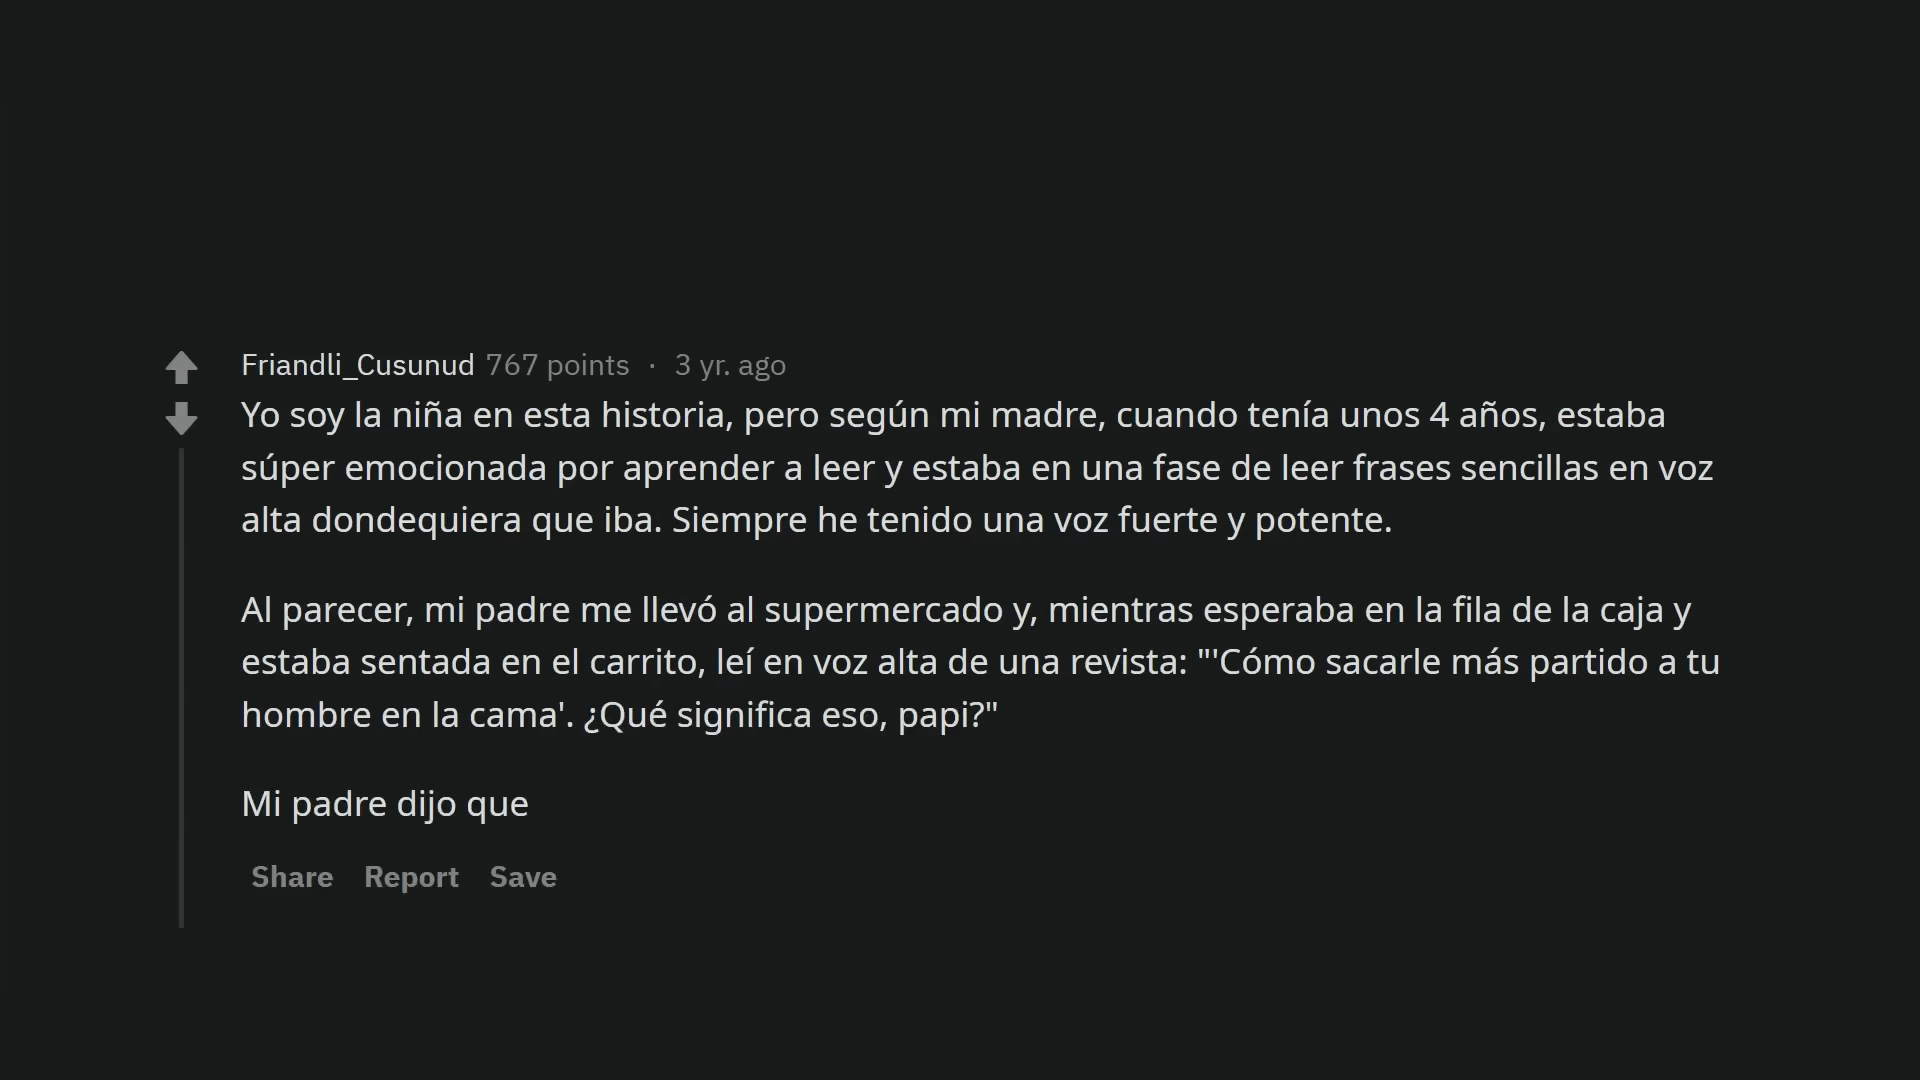 Friandli_Cusunud 767 points · 3 yr. ago
Yo soy la niña en esta historia, pero según mi madre, cuando tenía unos 4 años, estaba
súper emocionada por aprender a leer y estaba en una fase de leer frases sencillas en voz
alta dondequiera que iba. Siempre he tenido una voz fuerte y potente.
Al parecer, mi padre me llevó al supermercado y, mientras esperaba en la fila de la caja y
estaba sentada en el carrito, leí en voz alta de una revista: "'Cómo sacarle más partido a tu
hombre en la cama'. ¿Qué significa eso, papi?"
Mi padre dijo que
Share Report Save